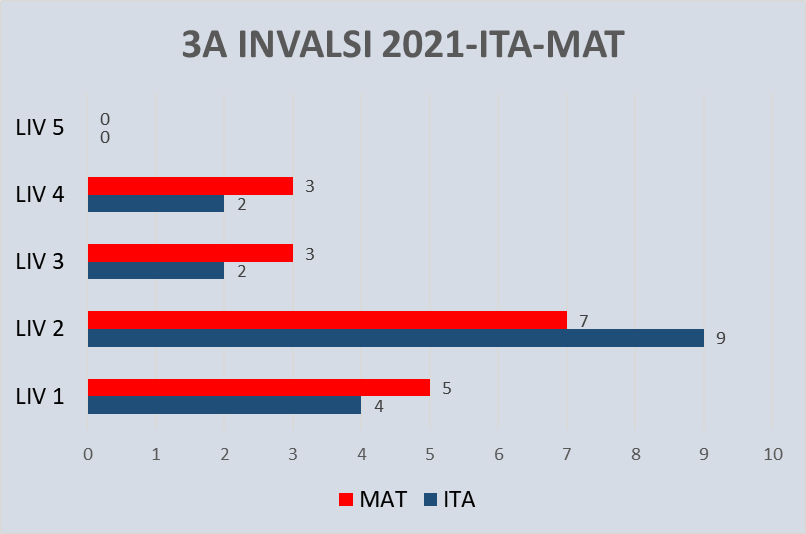 3A INVALSI 2021-ITA-MAT
LIV 5
0
0
LIV 4
3
2
LIV 3
3
2
LIV 2
7
9
LIV 1
5
4
0 1 2 3 4 5 6 7 8 9 10
MAT ITA